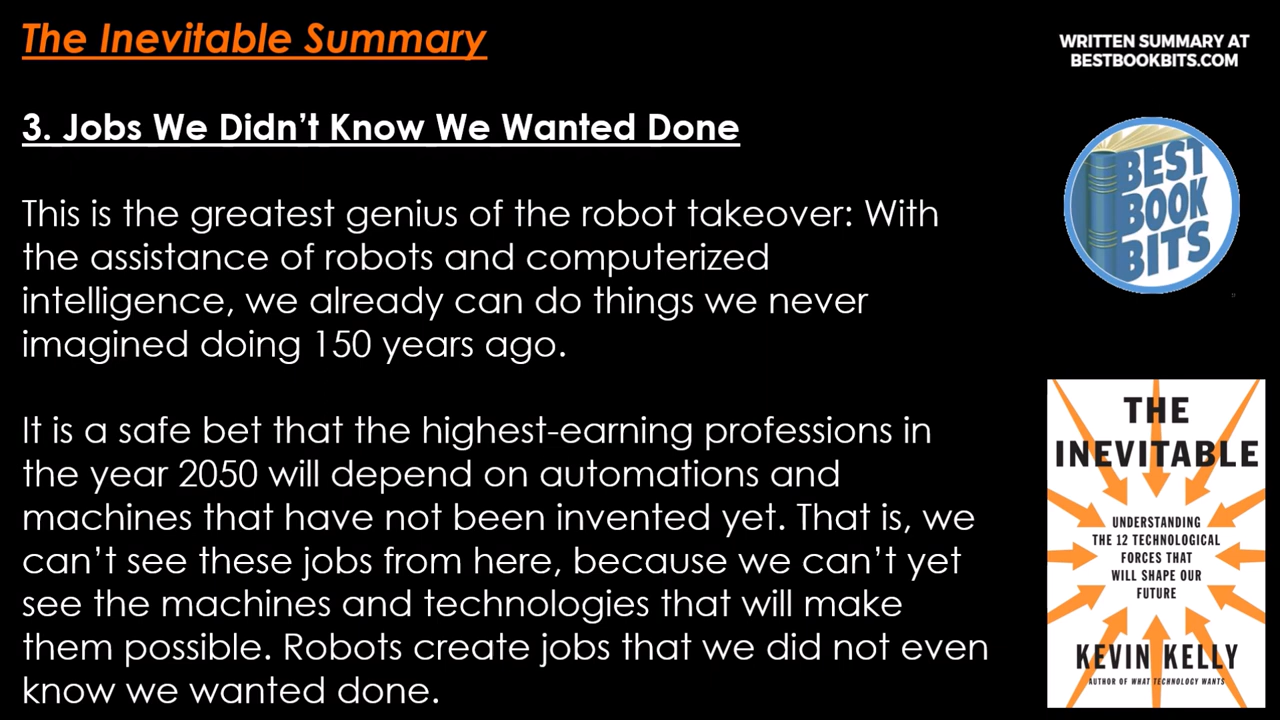 The Inevitable Summary
WRITTEN SUMMARY AT
BESTBOOKBITS.COM
3. Jobs We Didn’t Know We Wanted Done
This is the greatest genius of the robot takeover: With
the assistance of robots and computerized
intelligence, we already can do things we never
imagined doing 150 years ago.
It is a safe bet that the highest-earning professions in
the year 2050 will depend on automations and
machines that have not been invented yet. That is, we
can’t see these jobs from here, because we can’t yet
see the machines and technologies that will make
them possible. Robots create jobs that we did not even
know we wanted done.
BEST
BOOK
BITS
THE
INEVITABLE
UNDERSTANDING
THE 12 TECHNOLOGICAL
FORCES THAT
WILL SHAPE OUR
FUTURE
KEVIN KELLY
AUTHOR OF WHAT TECHNOLOGY WANTS